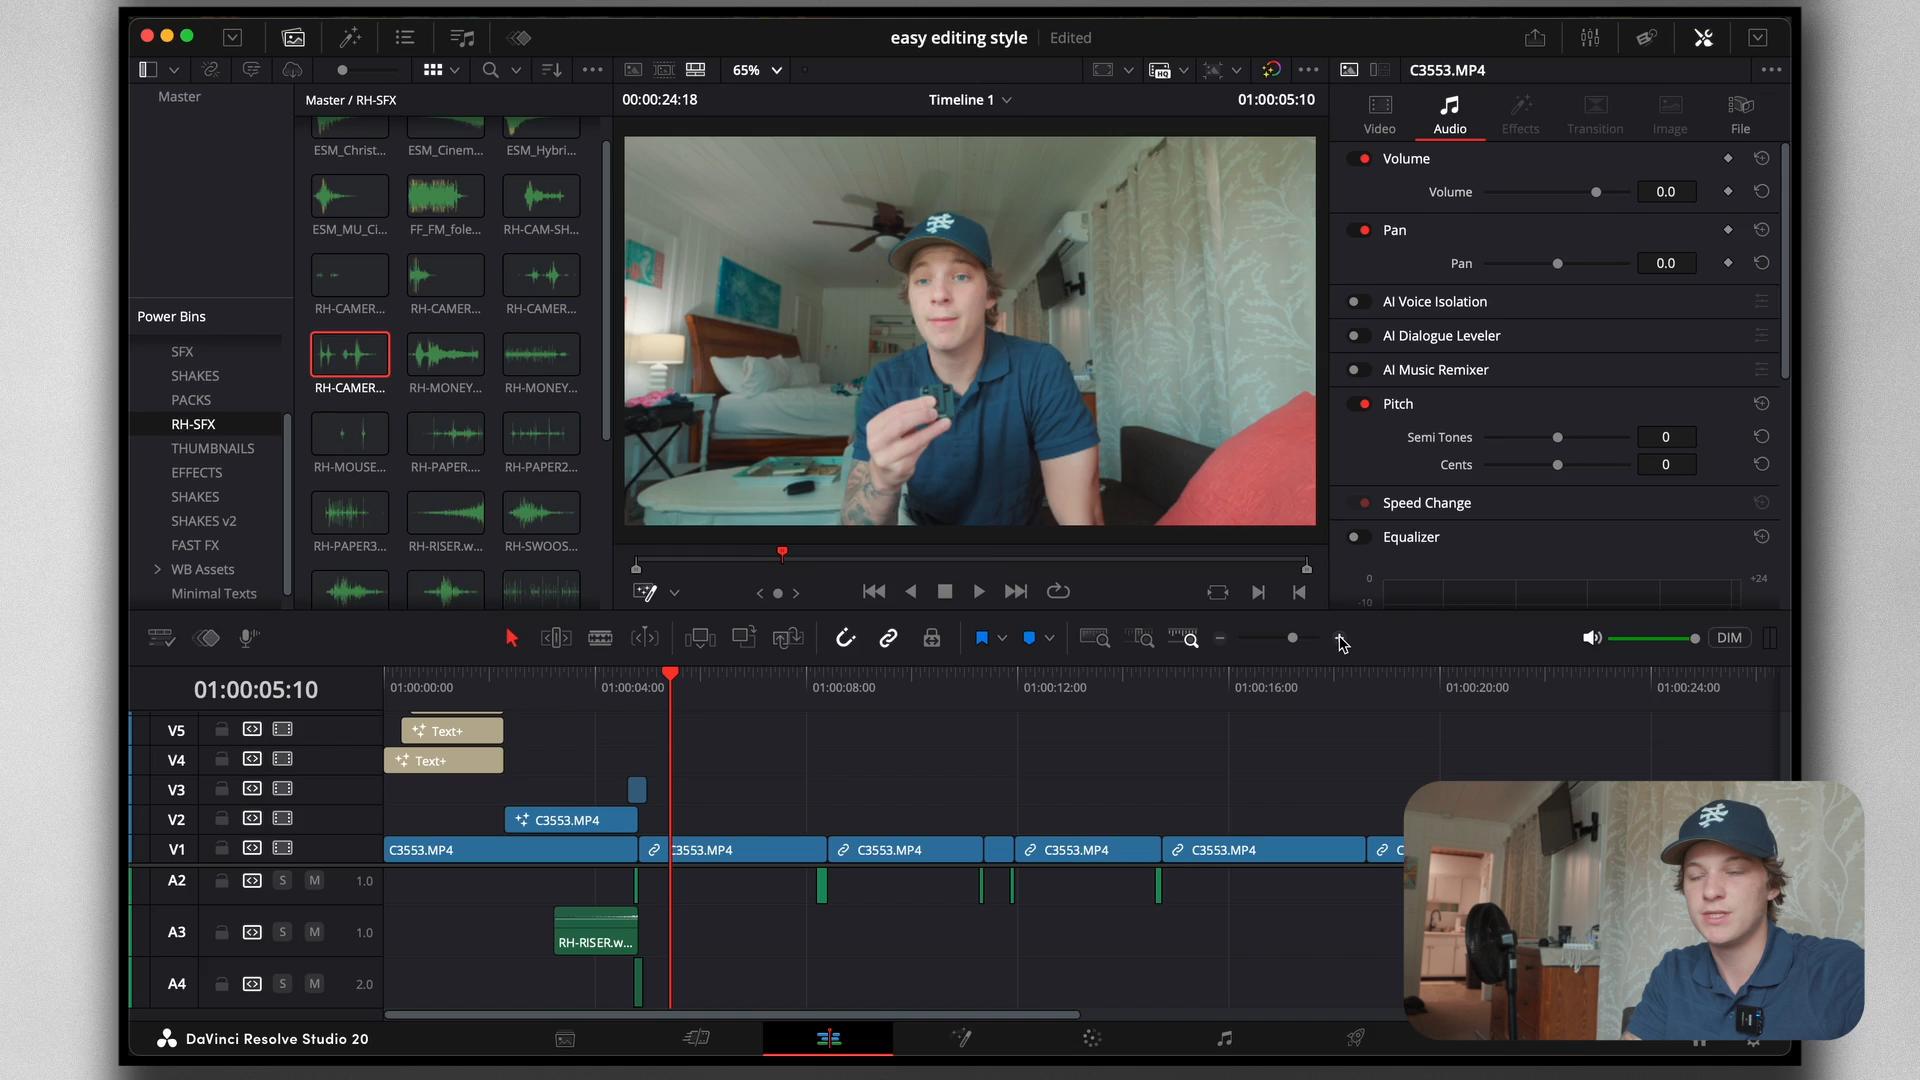 easy editing style
Edited
65%
C3553.MP4
Master
Master / RH-SFX
00:00:24:18
Timeline 1
01:00:05:10
Video
Audio
Effects
Transition
Image
File
ESM_Christ...
ESM_Cinem...
ESM_Hybri...
Volume
Volume
0.0
ESM_MU_Ci...
FF_FM_fole...
RH-CAM-SH...
Pan
Pan
0.0
RH-CAMER...
RH-CAMER...
RH-CAMER...
AI Voice Isolation
Power Bins
AI Dialogue Leveler
SFX
SHAKES
AI Music Remixer
RH-CAMER...
RH-MONEY...
RH-MONEY...
PACKS
Pitch
RH-SFX
Semi Tones
0
THUMBNAILS
RH-MOUSE...
RH-PAPER....
RH-PAPER2...
Cents
0
EFFECTS
SHAKES
Speed Change
SHAKES v2
Equalizer
FAST FX
RH-PAPER3...
RH-RISER.w...
RH-SWOOS...
WB Assets
0
+24
Minimal Texts
-10
DIM
01:00:05:10
01:00:00:00
01:00:04:00
01:00:08:00
01:00:12:00
01:00:16:00
01:00:20:00
01:00:24:00
V5
Text+
V4
Text+
V3
V2
C3553.MP4
V1
C3553.MP4
C3553.MP4
C3553.MP4
C3553.MP4
C3553.MP4
C
A2
S
M
1.0
A3
S
M
1.0
RH-RISER.w...
A4
S
M
2.0
DaVinci Resolve Studio 20